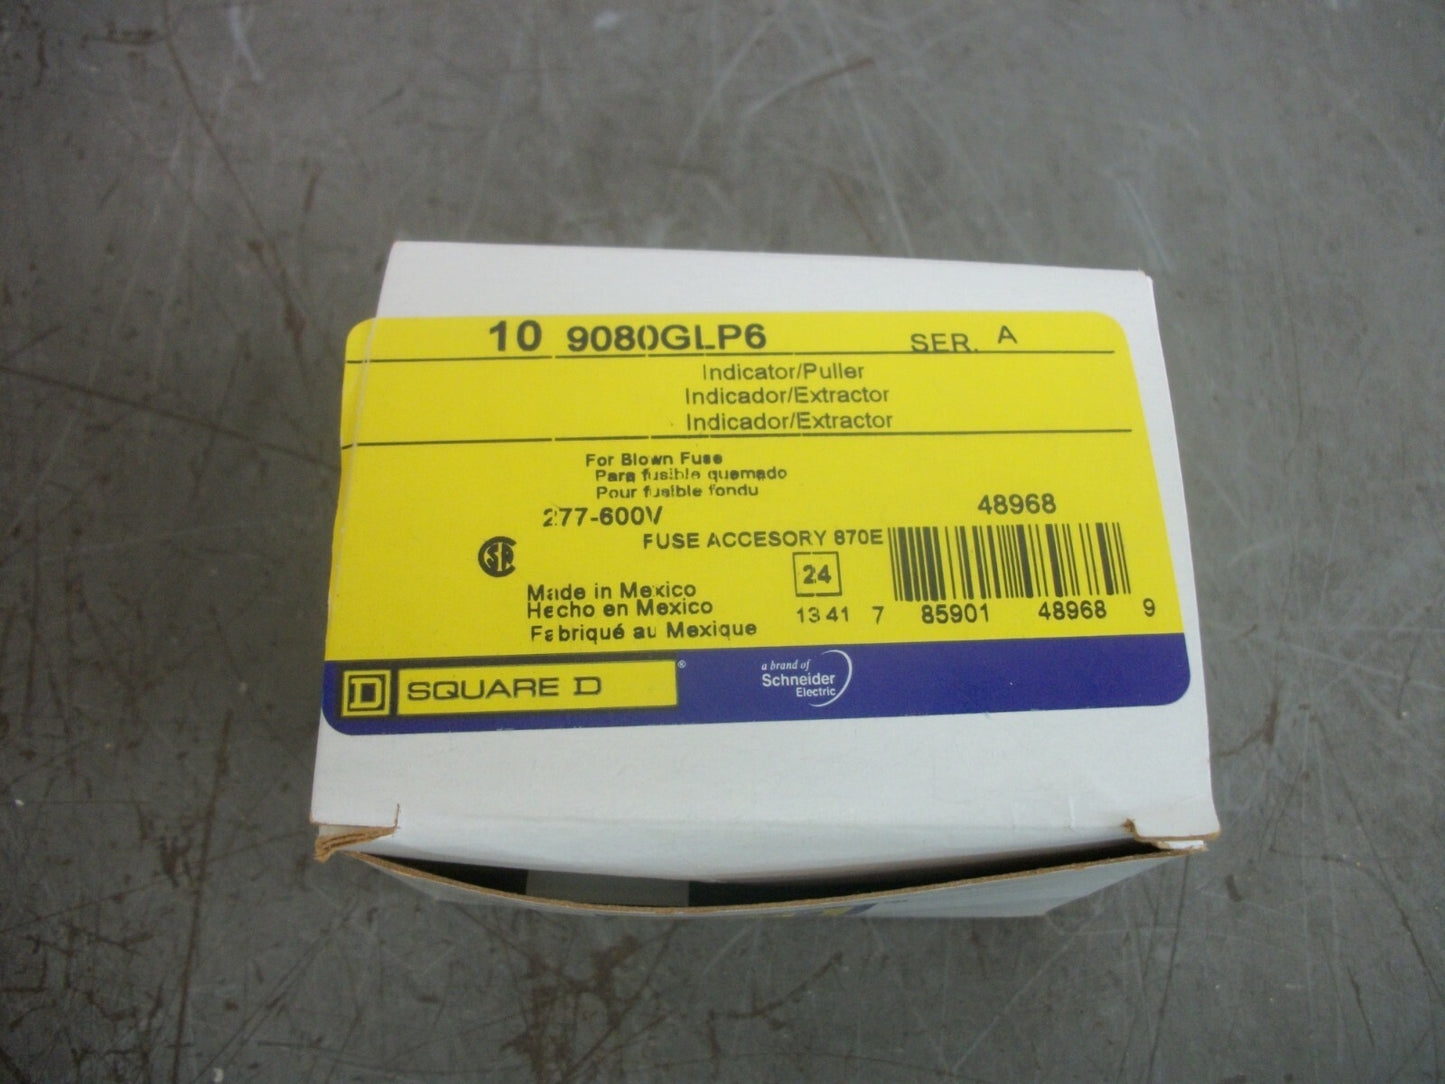 10 9080GLP6 SER. A
Indicator/Puller
Indicador/Extractor
Indicador/Extractor
For Blown Fuse
Para fusible quemado
Pour fusible fondu
277-600V
48968
FUSE ACCESORY 870E
24
Made in Mexico
Hecho en Mexico
Fabriqué au Mexique
1341 7 85901 48968 9
D SQUARE D ®
a brand of
Schneider
Electric